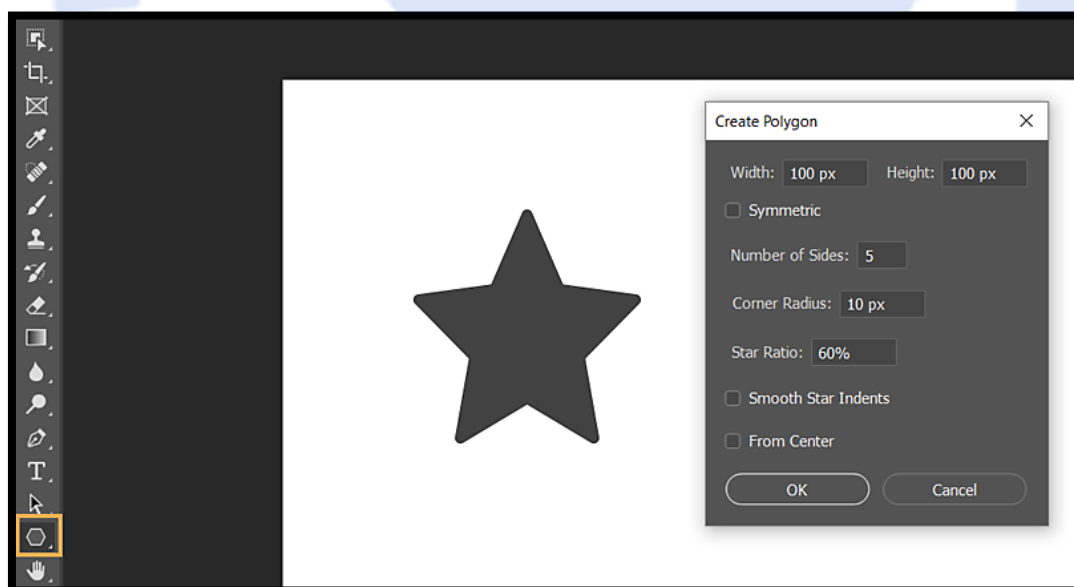 Create Polygon
Width: 100 px Height: 100 px
Symmetric
Number of Sides: 5
Corner Radius: 10 px
Star Ratio: 60%
Smooth Star Indents
From Center
OK Cancel